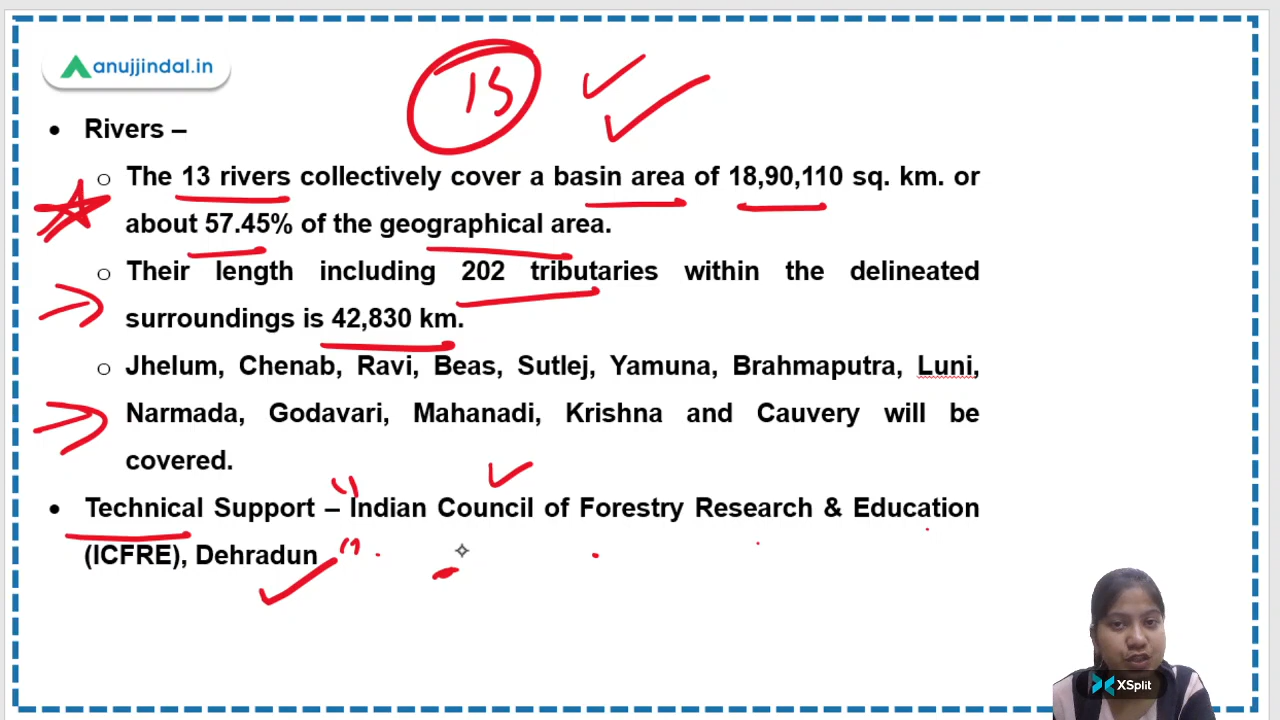 anujjindal.in
13
• Rivers –
o The 13 rivers collectively cover a basin area of 18,90,110 sq. km. or
about 57.45% of the geographical area.
o Their length including 202 tributaries within the delineated
surroundings is 42,830 km.
o Jhelum, Chenab, Ravi, Beas, Sutlej, Yamuna, Brahmaputra, Luni,
Narmada, Godavari, Mahanadi, Krishna and Cauvery will be
covered.
• Technical Support – Indian Council of Forestry Research & Education
(ICFRE), Dehradun
XSplit